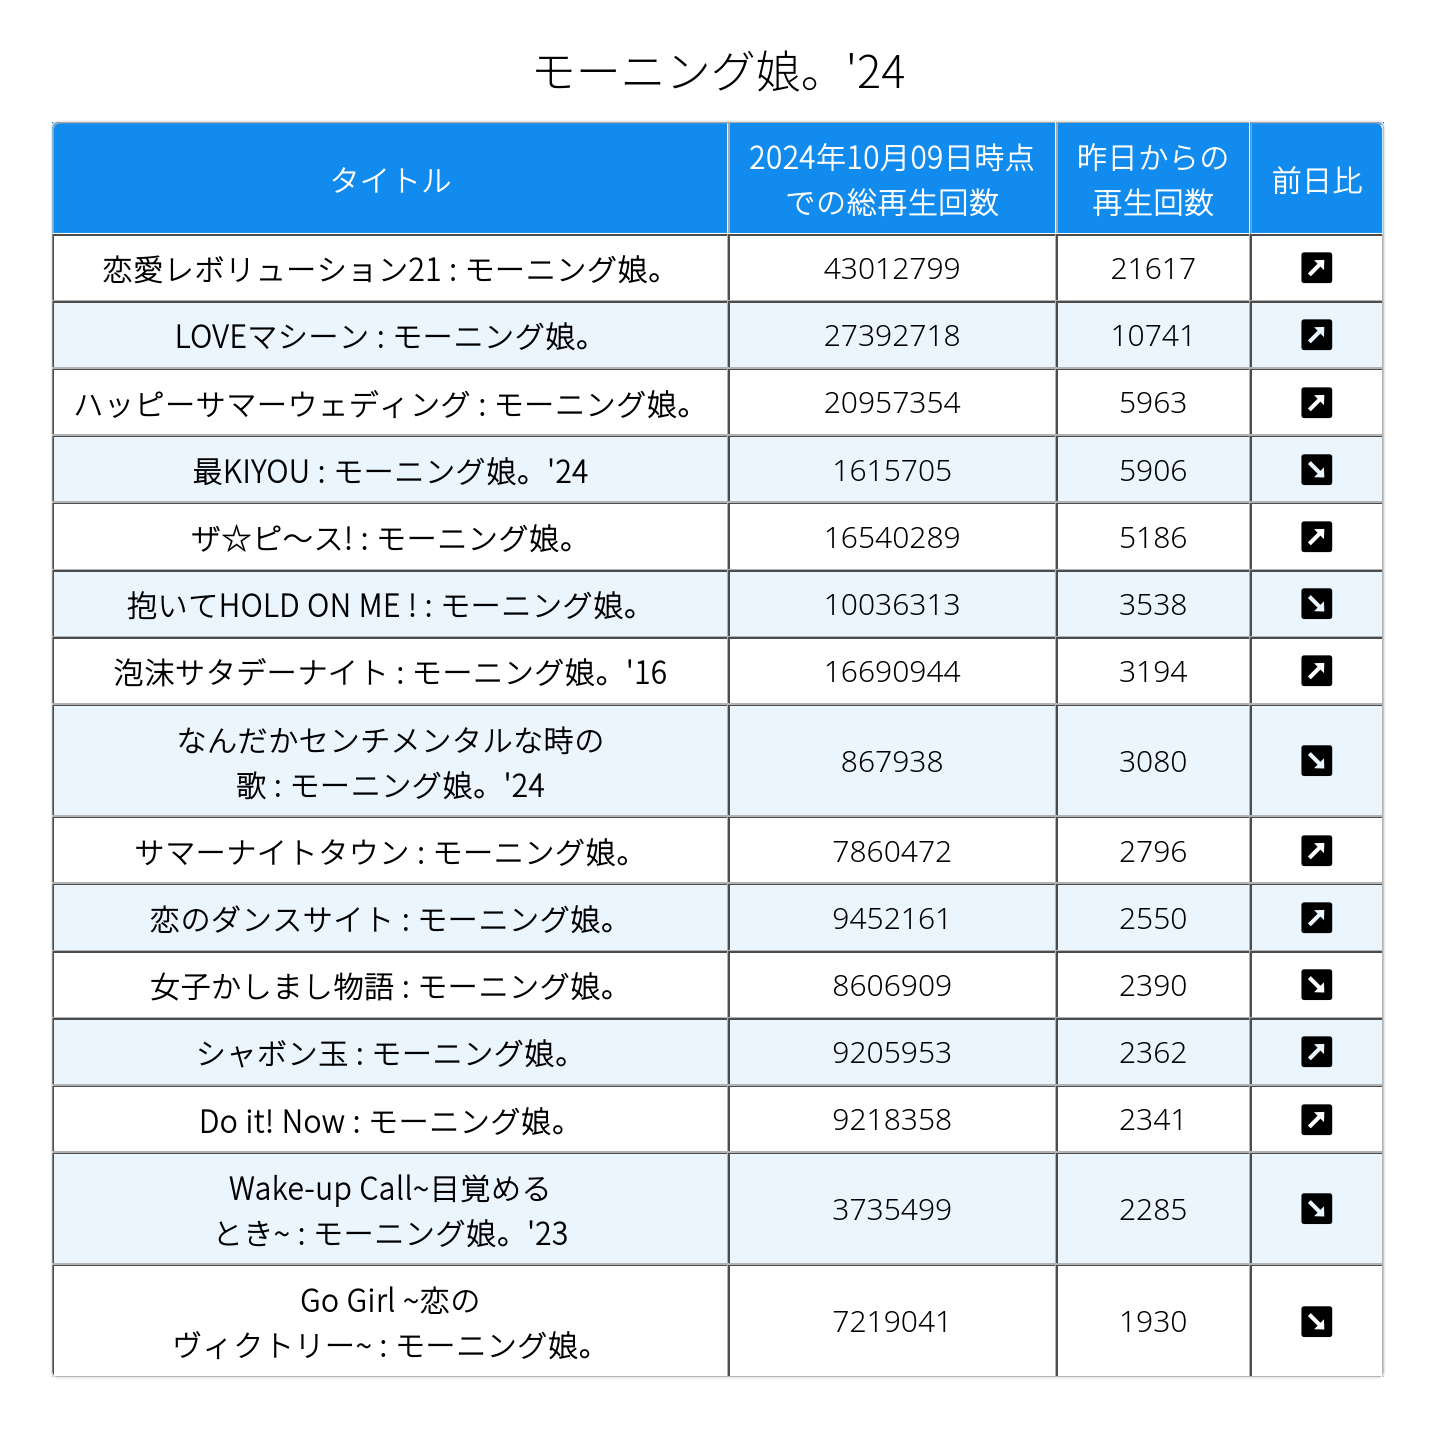 モーニング娘。'24
タイトル
2024年10月09日時点
での総再生回数
昨日からの
再生回数
前日比
恋愛レボリューション21 : モーニング娘。 43012799 21617 ↗
LOVEマシーン : モーニング娘。 27392718 10741 ↗
ハッピーサマーウェディング : モーニング娘。 20957354 5963 ↗
最KIYOU : モーニング娘。'24 1615705 5906 ↘
ザ☆ピ〜ス! : モーニング娘。 16540289 5186 ↗
抱いてHOLD ON ME ! : モーニング娘。 10036313 3538 ↘
泡沫サタデーナイト : モーニング娘。'16 16690944 3194 ↗
なんだかセンチメンタルな時の
歌 : モーニング娘。'24 867938 3080 ↘
サマーナイトタウン : モーニング娘。 7860472 2796 ↗
恋のダンスサイト : モーニング娘。 9452161 2550 ↗
女子かしまし物語 : モーニング娘。 8606909 2390 ↘
シャボン玉 : モーニング娘。 9205953 2362 ↗
Do it! Now : モーニング娘。 9218358 2341 ↗
Wake-up Call~目覚める
とき~ : モーニング娘。'23 3735499 2285 ↘
Go Girl ~恋の
ヴィクトリー~ : モーニング娘。 7219041 1930 ↘